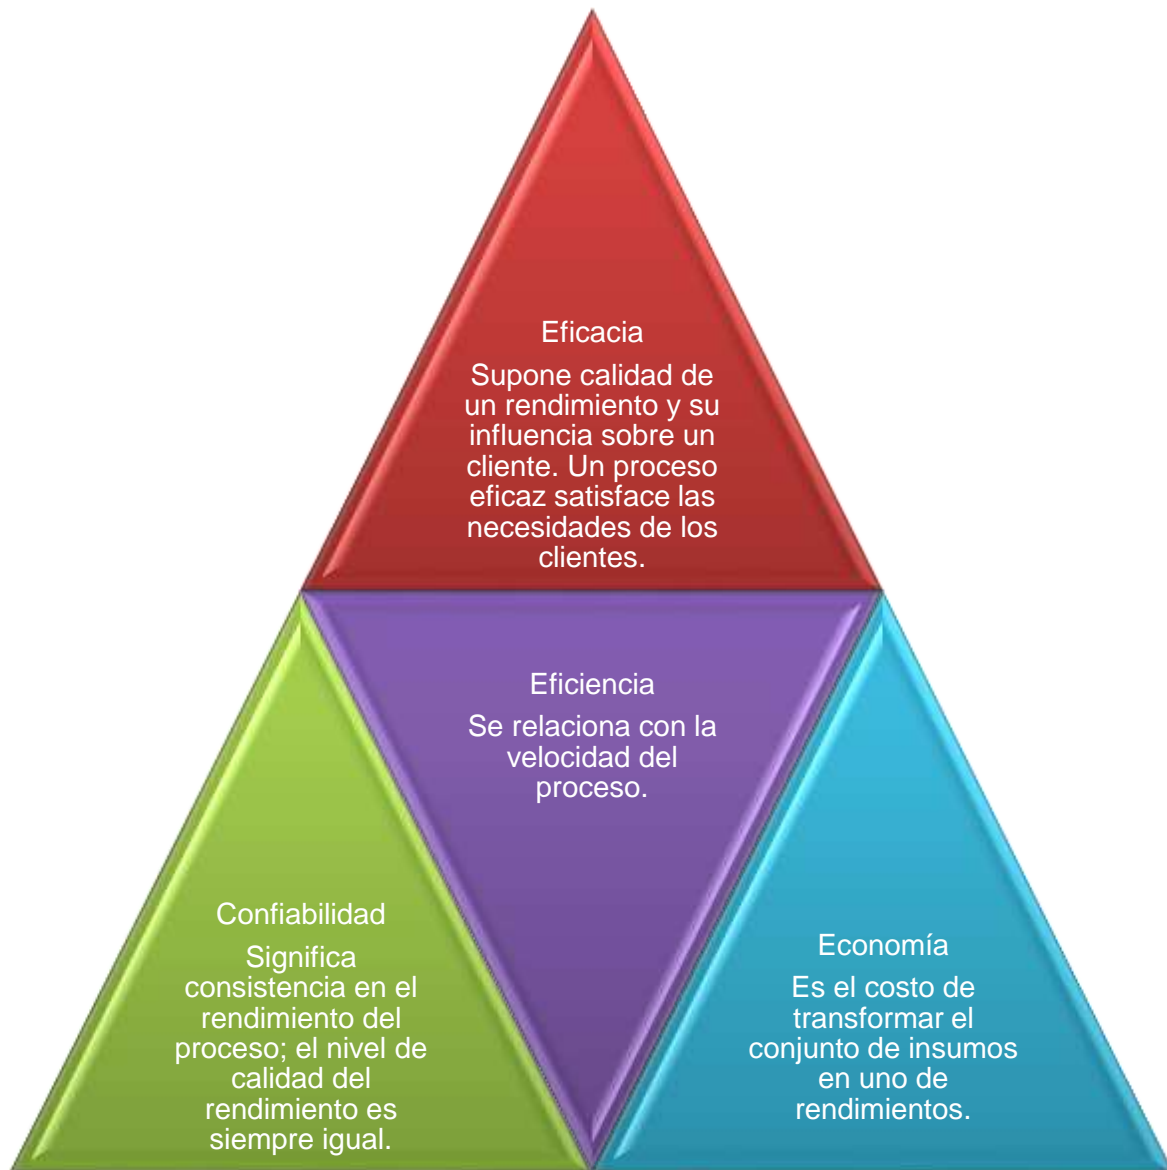 Eficacia
Supone calidad de
un rendimiento y su
influencia sobre un
cliente. Un proceso
eficaz satisface las
necesidades de los
clientes.
Eficiencia
Se relaciona con la
velocidad del
proceso.
Confiabilidad
Significa
consistencia en el
rendimiento del
proceso; el nivel de
calidad del
rendimiento es
siempre igual.
Economía
Es el costo de
transformar el
conjunto de insumos
en uno de
rendimientos.